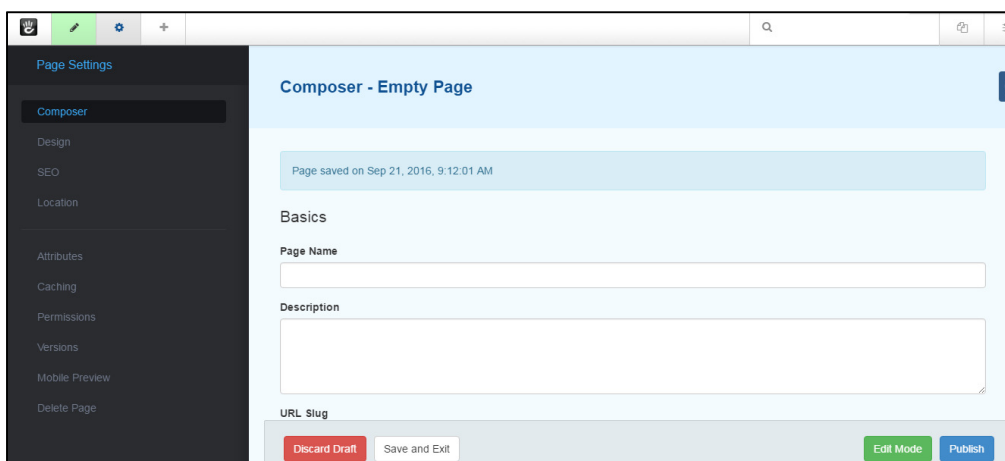 Page Settings
Composer
Design
SEO
Location
Attributes
Caching
Permissions
Versions
Mobile Preview
Delete Page
Composer - Empty Page
Page saved on Sep 21, 2016, 9:12:01 AM
Basics
Page Name
Description
URL Slug
Discard Draft
Save and Exit
Edit Mode
Publish